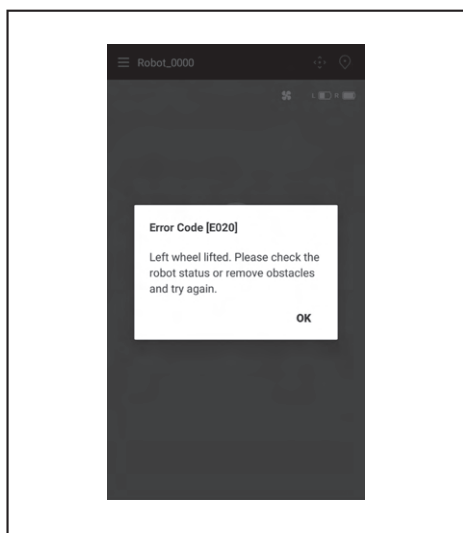 Robot_0000
L R
Error Code [E020]
Left wheel lifted. Please check the
robot status or remove obstacles
and try again.
OK